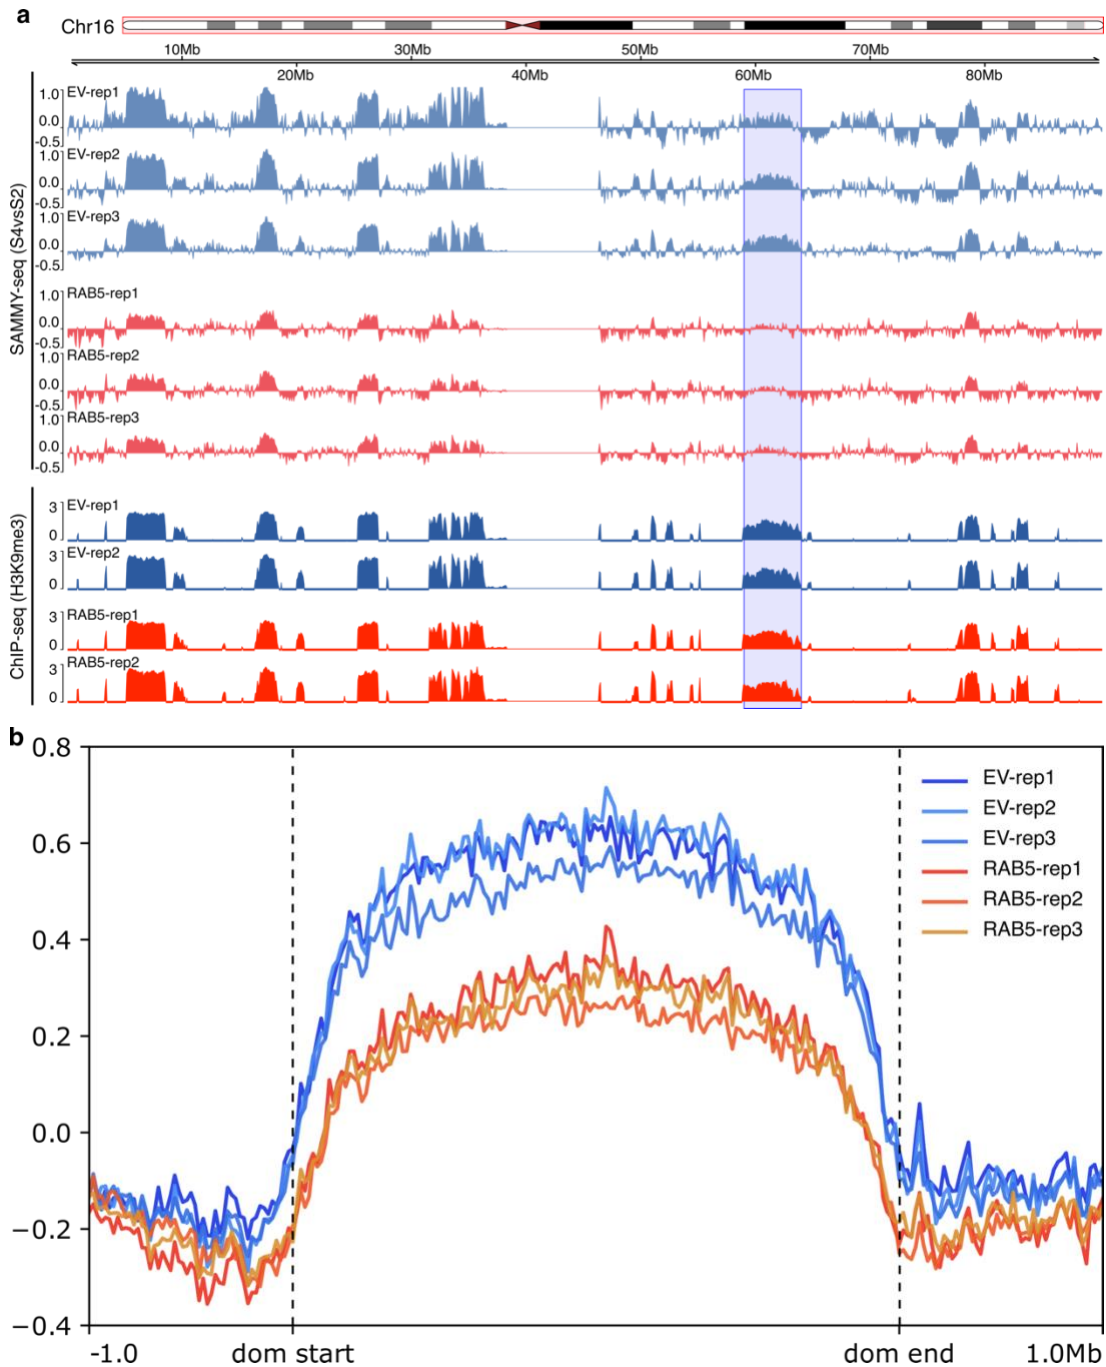 a
Chr16
10Mb 30Mb 50Mb 70Mb
20Mb 40Mb 60Mb 80Mb
SAMMY-seq (S4vsS2)
EV-rep1
1.0
0.0
-0.5
EV-rep2
1.0
0.0
-0.5
EV-rep3
1.0
0.0
-0.5
RAB5-rep1
1.0
0.0
-0.5
RAB5-rep2
1.0
0.0
-0.5
RAB5-rep3
1.0
0.0
-0.5
ChIP-seq (H3K9me3)
EV-rep1
3
0
EV-rep2
3
0
RAB5-rep1
3
0
RAB5-rep2
3
0
b
0.8
0.6
0.4
0.2
0.0
−0.2
−0.4
EV-rep1
EV-rep2
EV-rep3
RAB5-rep1
RAB5-rep2
RAB5-rep3
-1.0 dom start dom end 1.0Mb